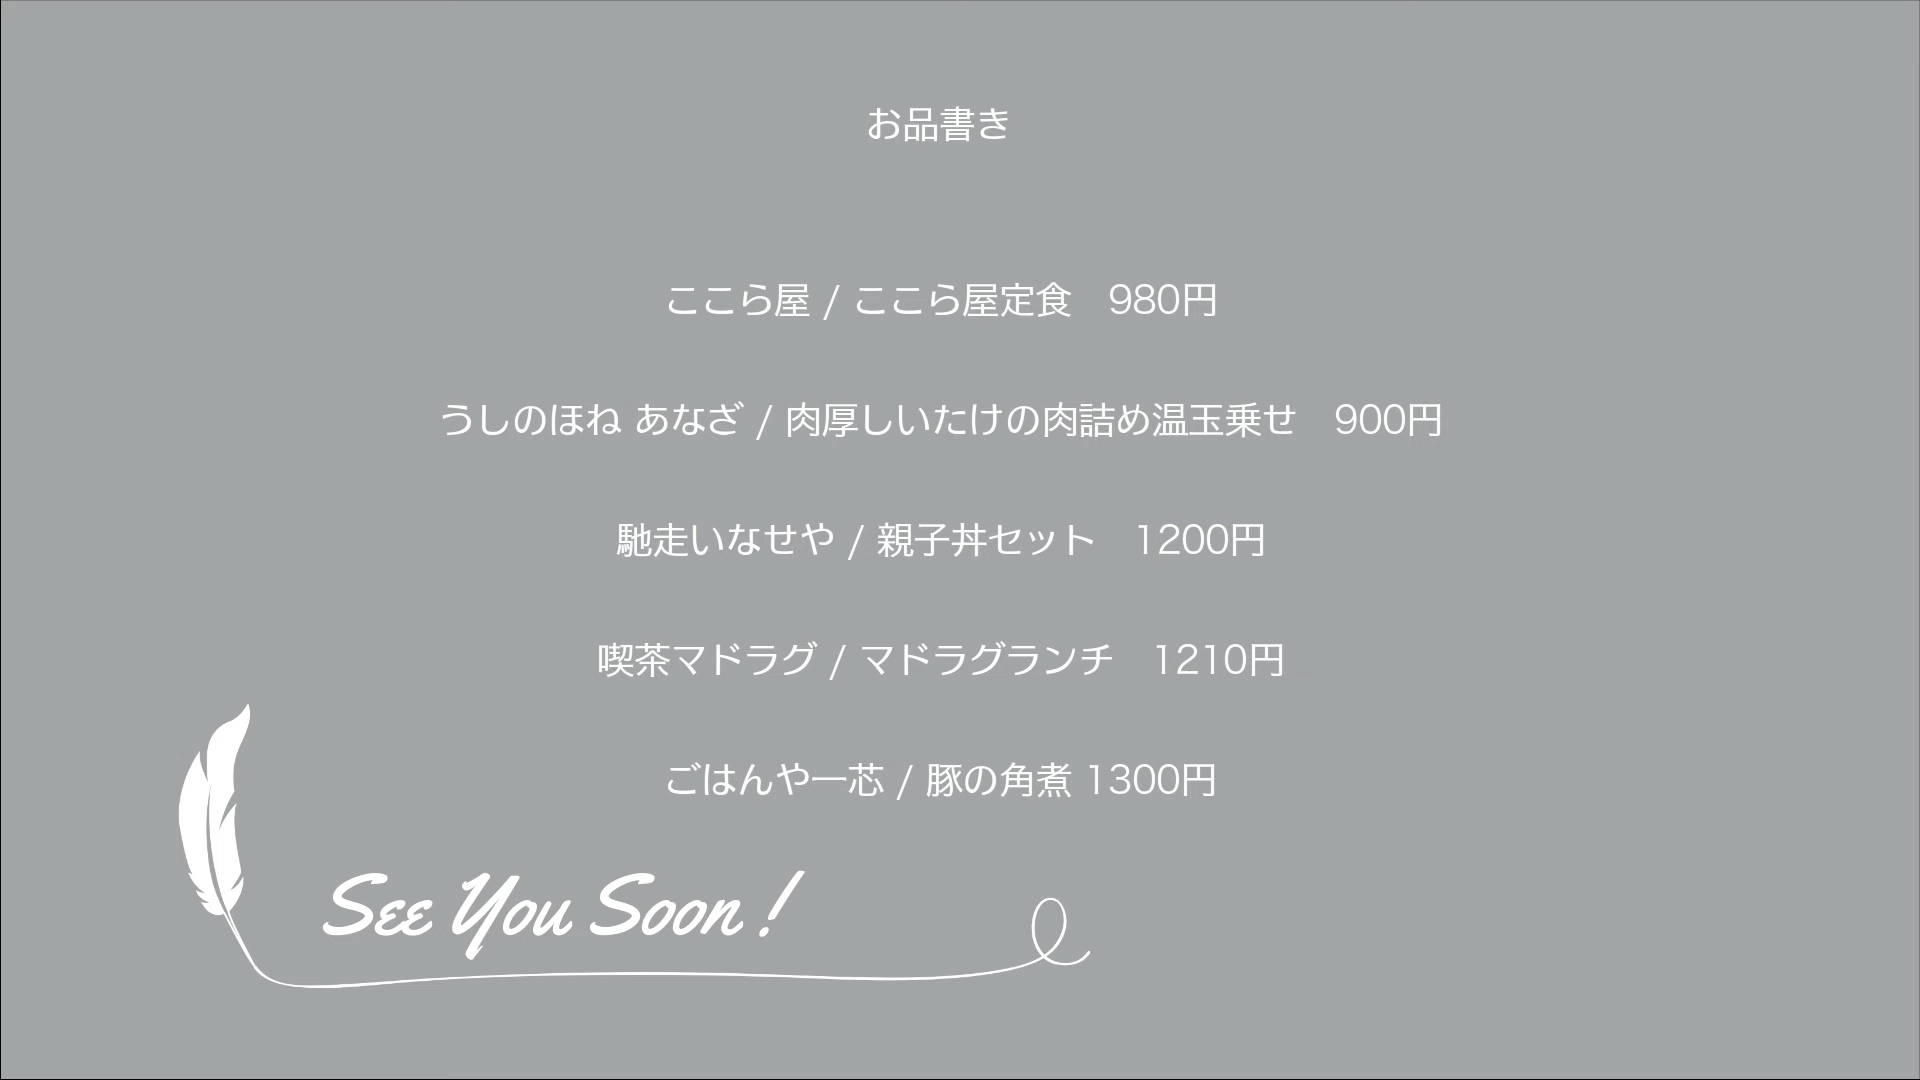 お品書き
ここら屋 / ここら屋定食　980円
うしのほね あなざ / 肉厚しいたけの肉詰め温玉乗せ　900円
馳走いなせや / 親子丼セット　1200円
喫茶マドラグ / マドラグランチ　1210円
ごはんや一芯 / 豚の角煮 1300円
See You Soon!